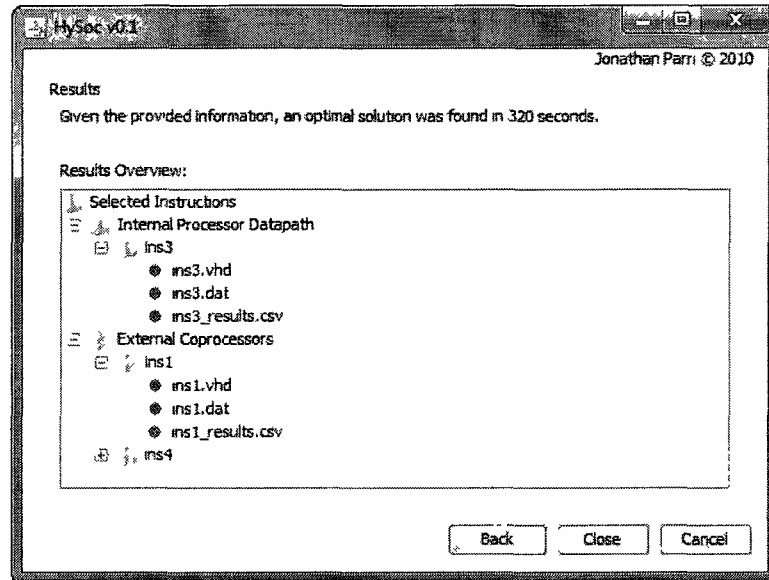 HySoc v0.1
Jonathan Parri © 2010
Results
Given the provided information, an optimal solution was found in 320 seconds.
Results Overview:
Selected Instructions
Internal Processor Datapath
ins3
ins3.vhd
ins3.dat
ins3_results.csv
External Coprocessors
ins1
ins1.vhd
ins1.dat
ins1_results.csv
ins4
Back Close Cancel